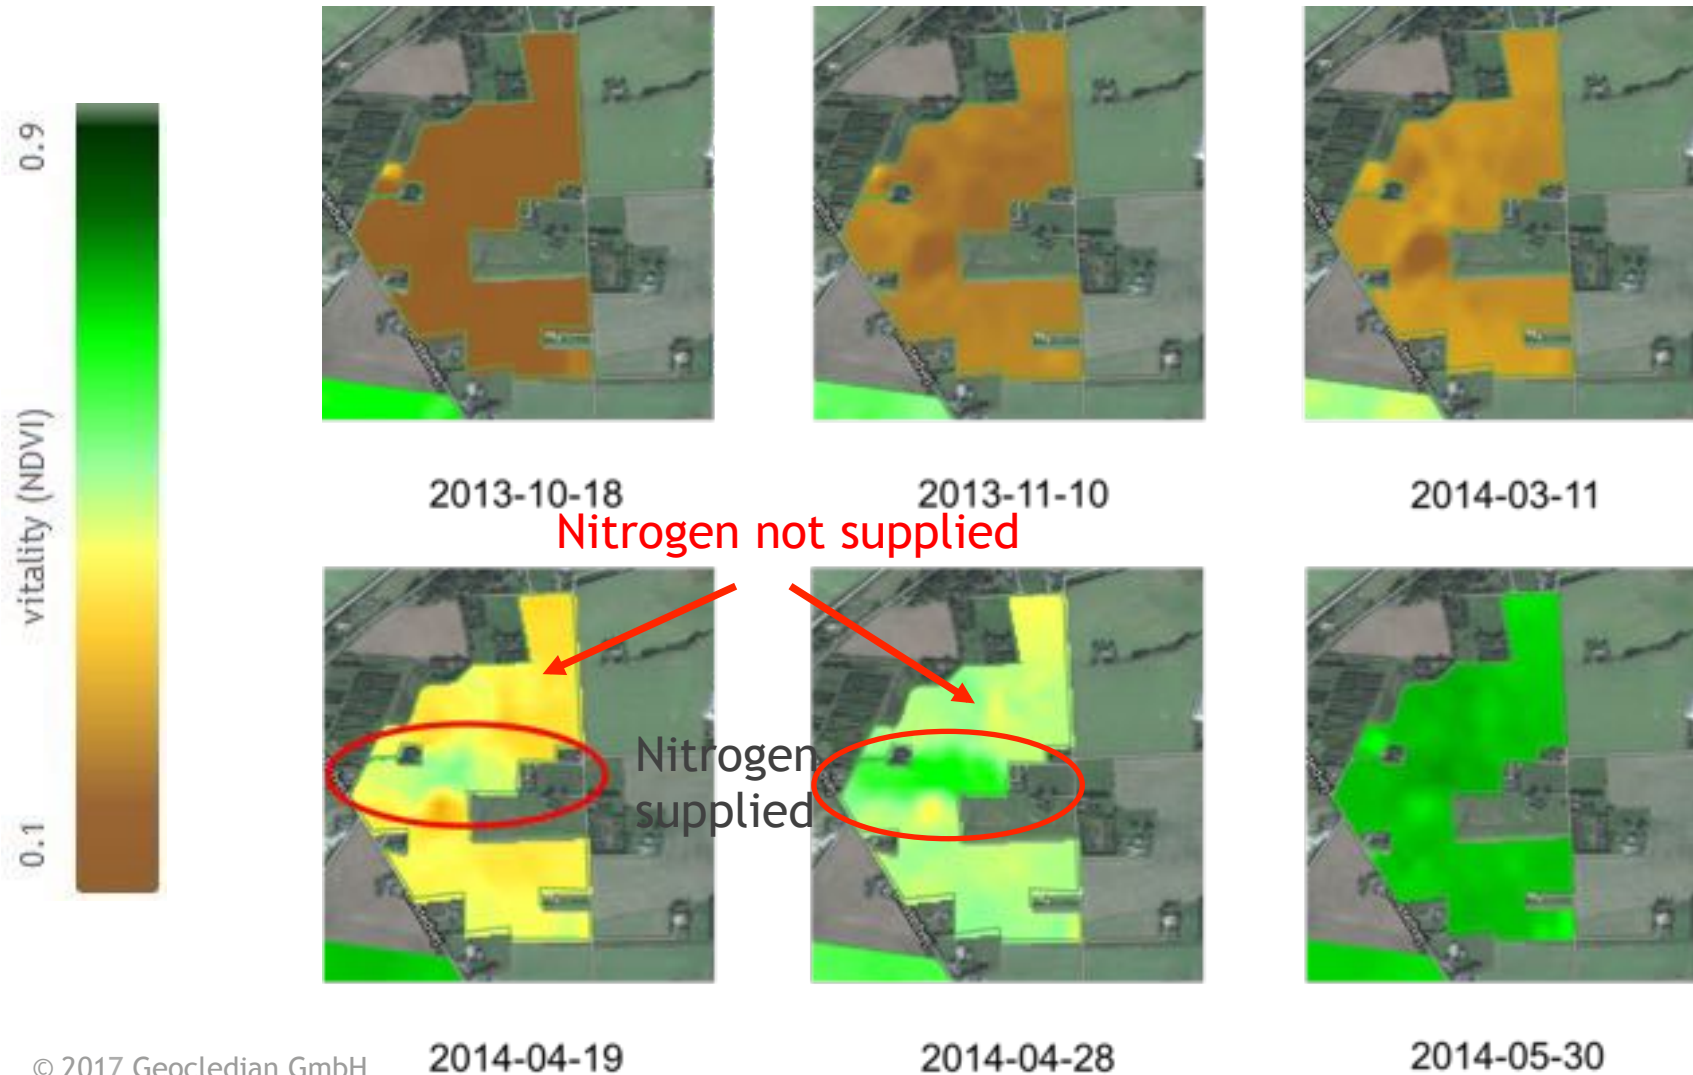 0.9
vitality (NDVI)
0.1
2013-10-18
2013-11-10
2014-03-11
Nitrogen not supplied
Nitrogen
supplied
2014-04-19
2014-04-28
2014-05-30
© 2017 Geocledian GmbH